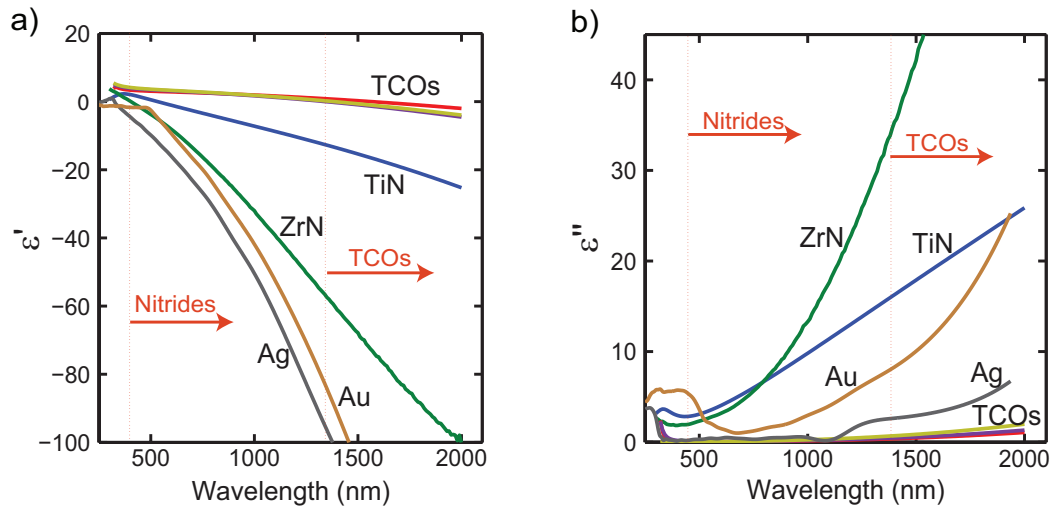 a)
20
0
−20
−40
−60
−80
−100
ε'
TCOs
TiN
ZrN
TCOs
Nitrides
Ag
Au
500
1000
1500
2000
Wavelength (nm)
b)
40
30
20
10
0
ε"
Nitrides
TCOs
ZrN
TiN
Au
Ag
TCOs
500
1000
1500
2000
Wavelength (nm)